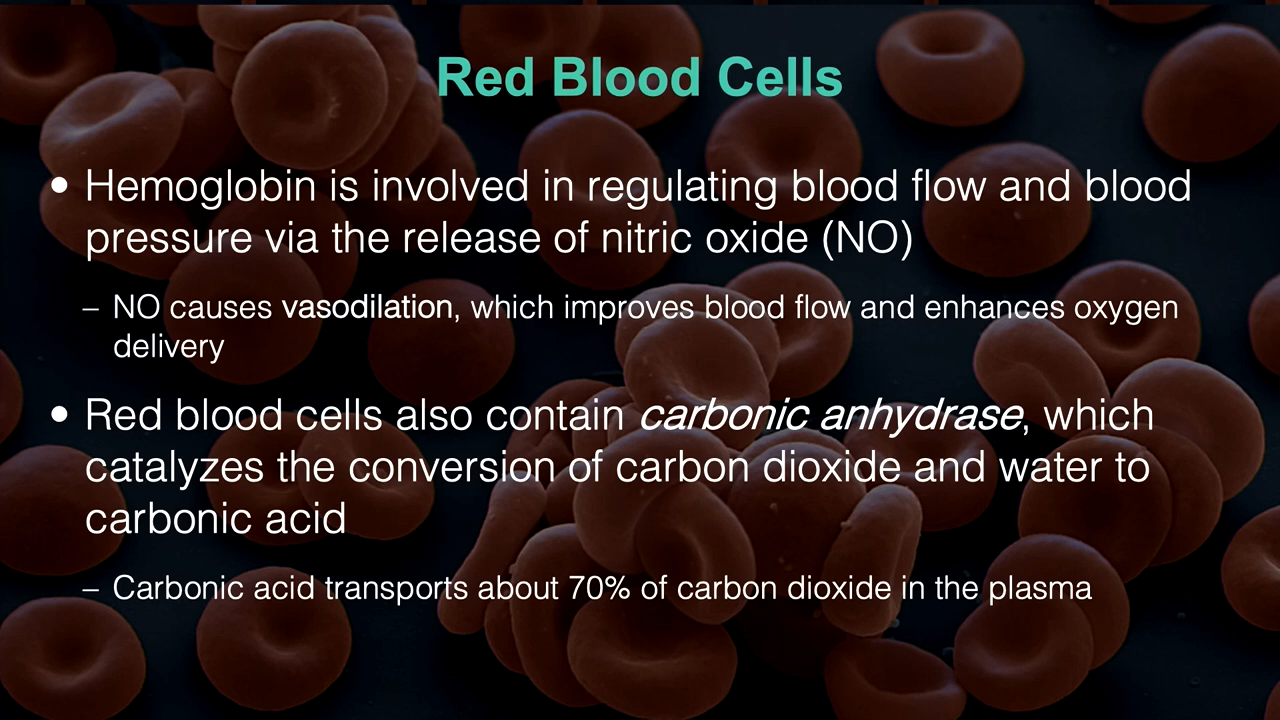 Red Blood Cells
• Hemoglobin is involved in regulating blood flow and blood
pressure via the release of nitric oxide (NO)
– NO causes vasodilation, which improves blood flow and enhances oxygen
delivery
• Red blood cells also contain carbonic anhydrase, which
catalyzes the conversion of carbon dioxide and water to
carbonic acid
– Carbonic acid transports about 70% of carbon dioxide in the plasma